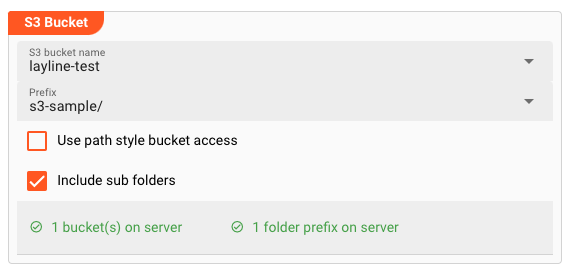 S3 Bucket
S3 bucket name
layline-test
Prefix
s3-sample/
Use path style bucket access
Include sub folders
1 bucket(s) on server
1 folder prefix on server